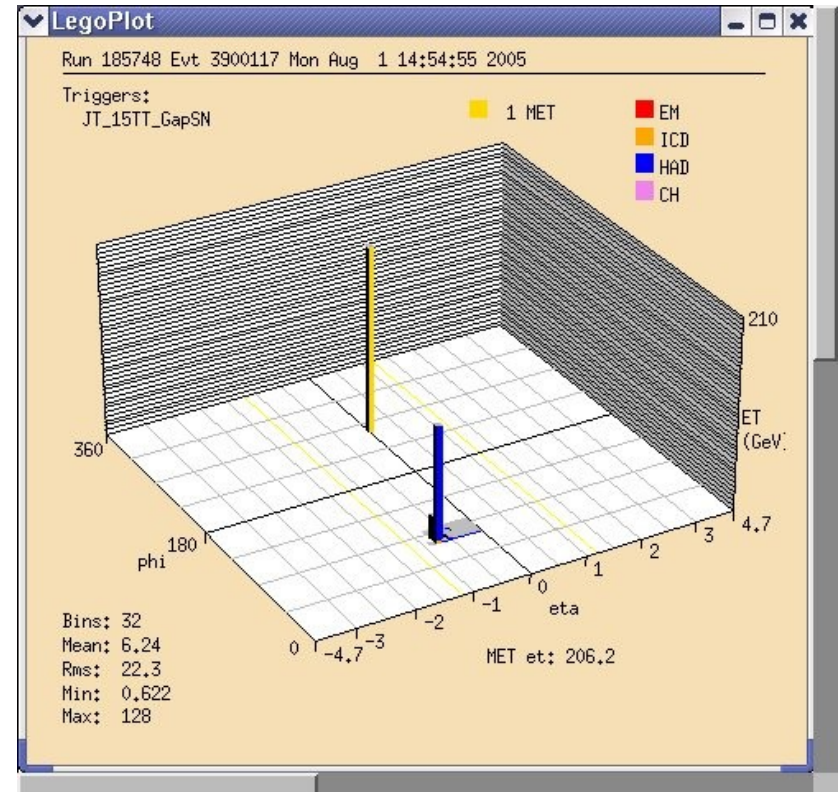 LegoPlot
Run 185748 Evt 3900117 Mon Aug 1 14:54:55 2005
Triggers:
JT_15TT_GapSN
1 MET
EM
ICD
HAD
CH
210
ET
(GeV)
360
180
phi
0
-4.7
-3
-2
-1
0
1
2
3
4.7
eta
Bins: 32
Mean: 6.24
Rms: 22.3
Min: 0.622
Max: 128
MET et: 206.2